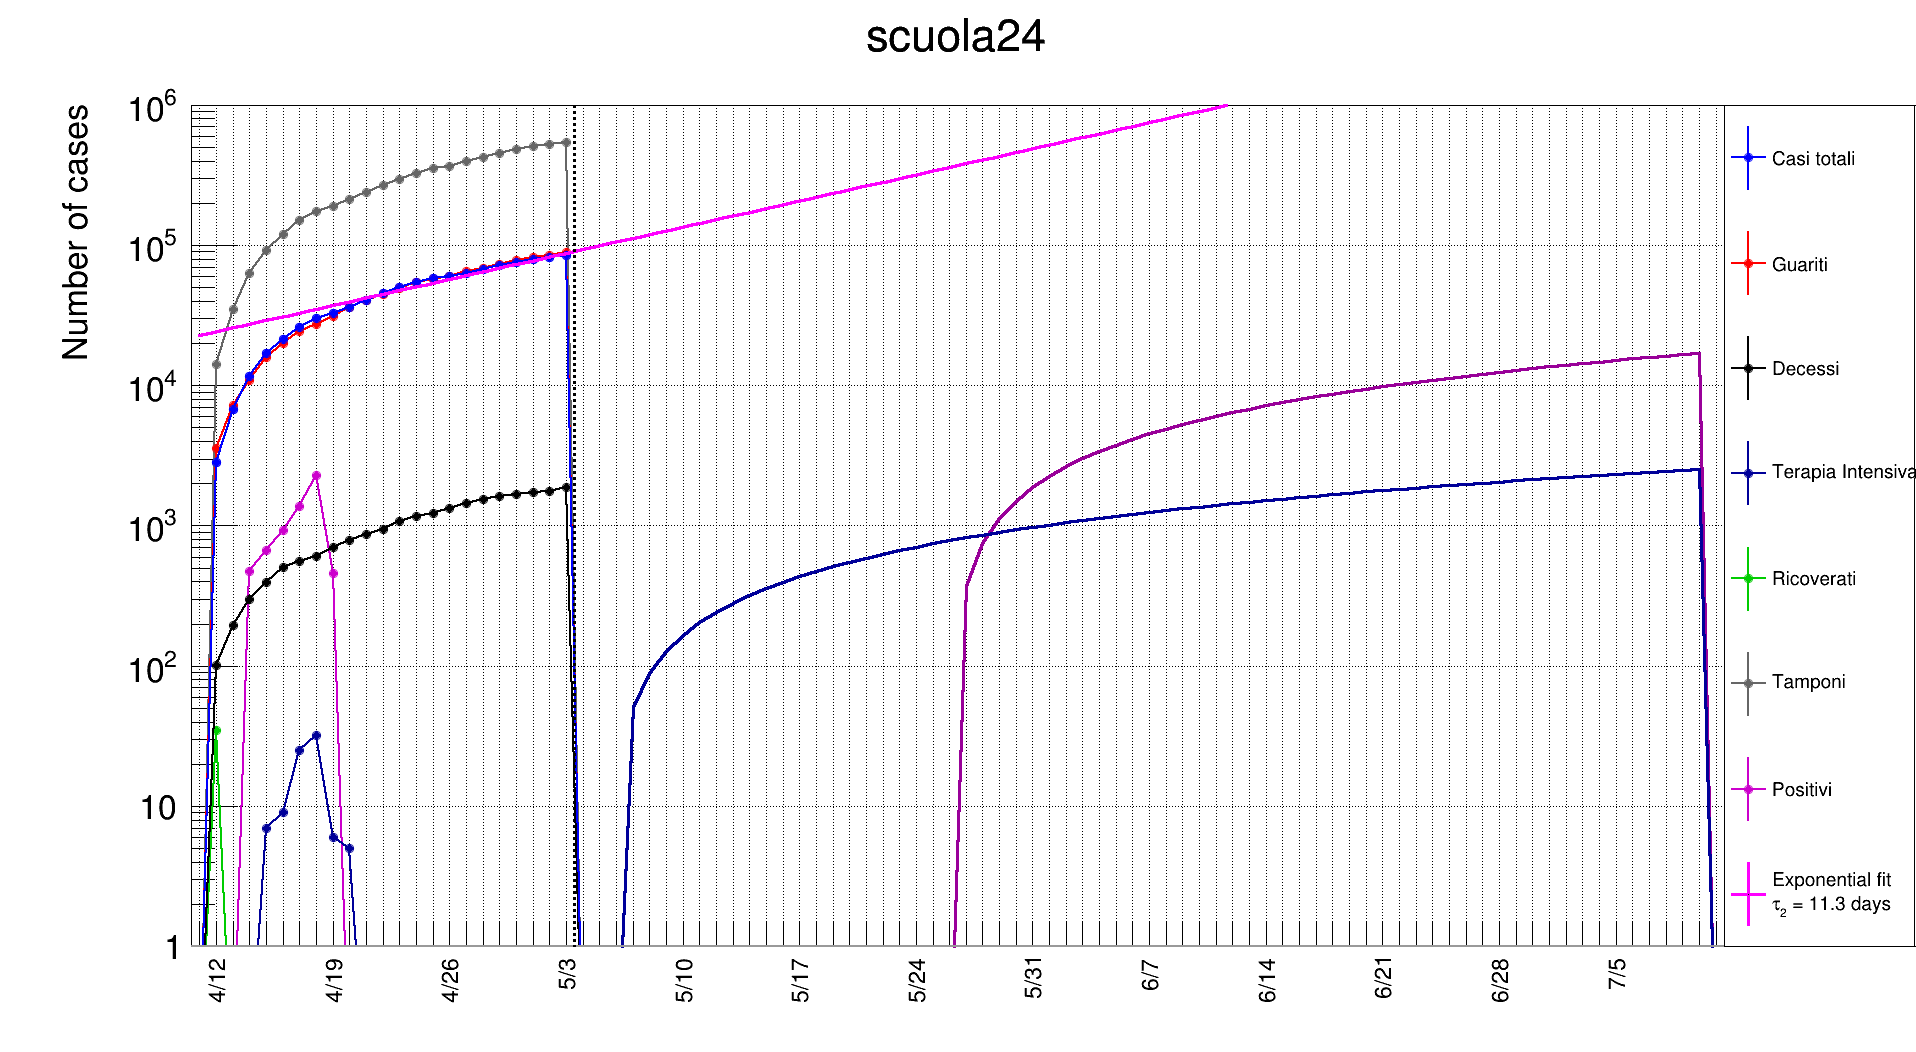 scuola24
Number of cases
10^6
10^5
10^4
10^3
10^2
10
1
4/12
4/19
4/26
5/3
5/10
5/17
5/24
5/31
6/7
6/14
6/21
6/28
7/5
Casi totali
Guariti
Decessi
Terapia Intensiva
Ricoverati
Tamponi
Positivi
Exponential fit
τ₂ = 11.3 days